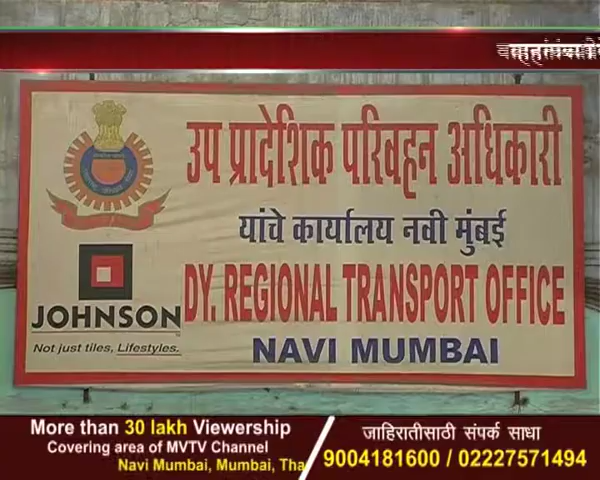 उप प्रादेशिक परिवहन अधिकारी
यांचे कार्यालय नवी मुंबई
DY. REGIONAL TRANSPORT OFFICE
NAVI MUMBAI
JOHNSON
Not just tiles, Lifestyles.
More than 30 lakh Viewership
Covering area of MVTV Channel
Navi Mumbai, Mumbai, Tha
जाहिरातीसाठी संपर्क साधा
9004181600 / 02227571494